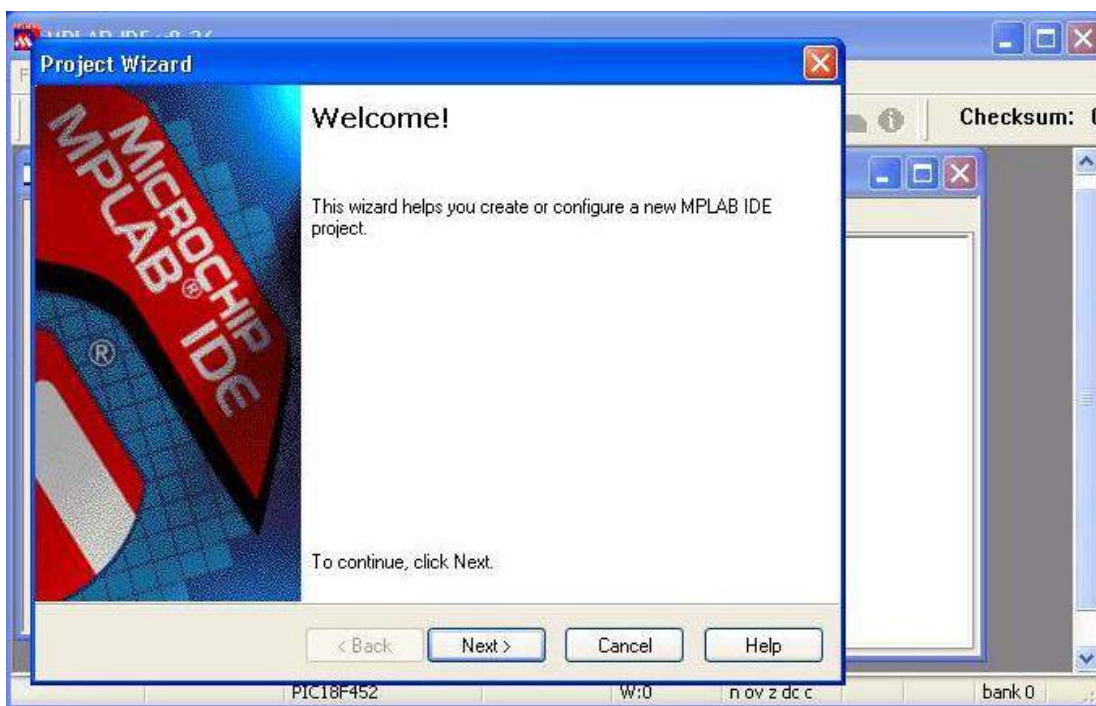 Project Wizard
Checksum:
MICROCHIP
MPLAB® IDE
®
Welcome!
This wizard helps you create or configure a new MPLAB IDE
project.
To continue, click Next.
< Back
Next >
Cancel
Help
PIC18F452
W:0
n ov z dc c
bank 0